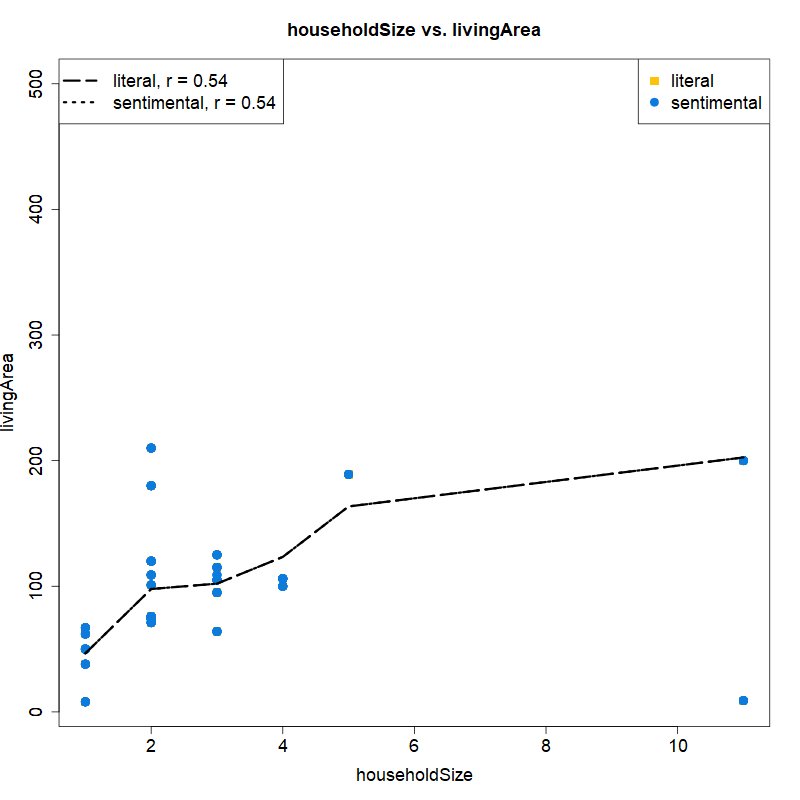 householdSize vs. livingArea
literal, r = 0.54
sentimental, r = 0.54
literal
sentimental
500
400
300
200
100
0
livingArea
2 4 6 8 10
householdSize